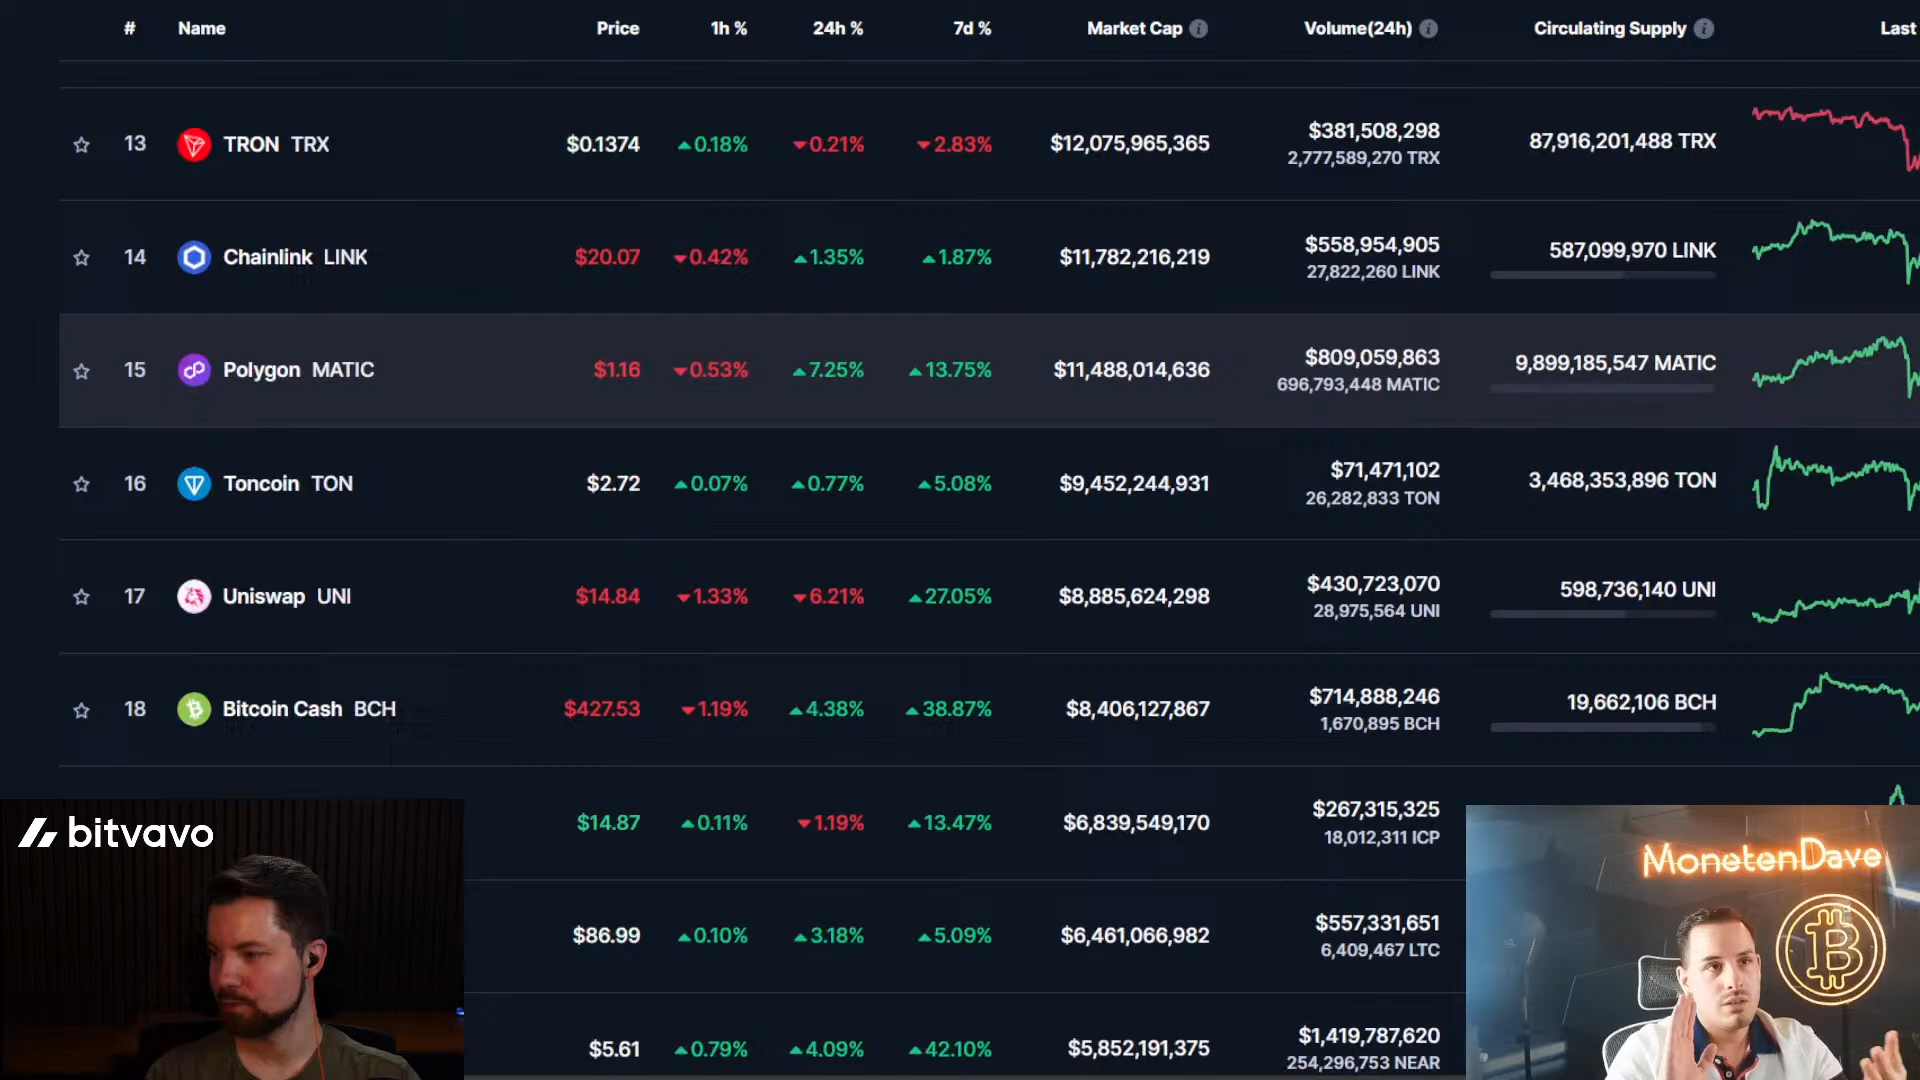 # Name Price 1h % 24h % 7d % Market Cap Volume(24h) Circulating Supply Last
13 TRON TRX $0.1374 0.18% 0.21% 2.83% $12,075,965,365 $381,508,298 87,916,201,488 TRX
2,777,589,270 TRX
14 Chainlink LINK $20.07 0.42% 1.35% 1.87% $11,782,216,219 $558,954,905 587,099,970 LINK
27,822,260 LINK
15 Polygon MATIC $1.16 0.53% 7.25% 13.75% $11,488,014,636 $809,059,863 9,899,185,547 MATIC
696,793,448 MATIC
16 Toncoin TON $2.72 0.07% 0.77% 5.08% $9,452,244,931 $71,471,102 3,468,353,896 TON
26,282,833 TON
17 Uniswap UNI $14.84 1.33% 6.21% 27.05% $8,885,624,298 $430,723,070 598,736,140 UNI
28,975,564 UNI
18 Bitcoin Cash BCH $427.53 1.19% 4.38% 38.87% $8,406,127,867 $714,888,246 19,662,106 BCH
1,670,895 BCH
$14.87 0.11% 1.19% 13.47% $6,839,549,170 $267,315,325
18,012,311 ICP
$86.99 0.10% 3.18% 5.09% $6,461,066,982 $557,331,651
6,409,467 LTC
$5.61 0.79% 4.09% 42.10% $5,852,191,375 $1,419,787,620
254,296,753 NEAR
bitvavo
MonetenDave